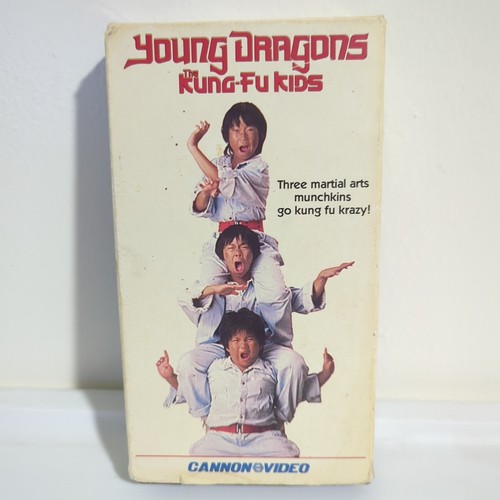 Young Dragons
The Kung-Fu Kids
Three martial arts
munchkins
go kung fu krazy!
CANNON VIDEO